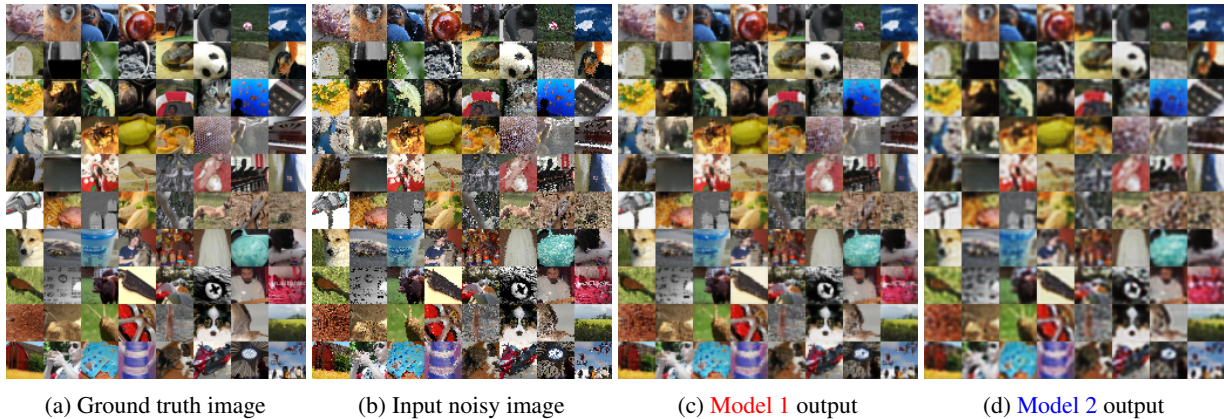 (a) Ground truth image
(b) Input noisy image
(c) Model 1 output
(d) Model 2 output